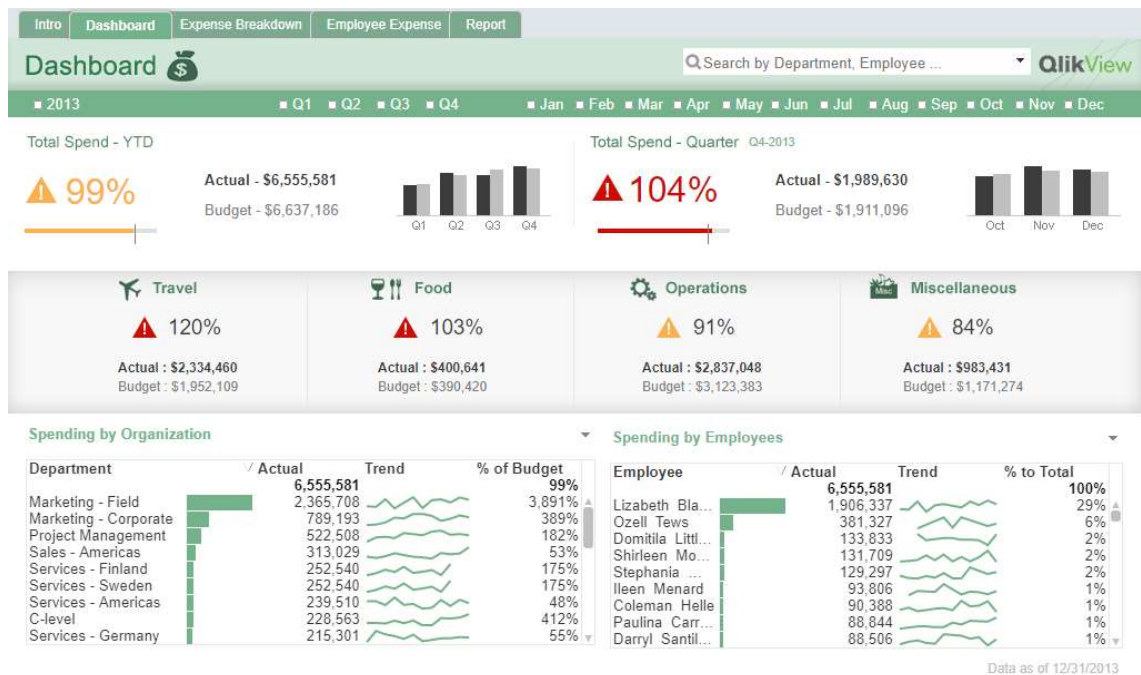 Intro Dashboard Expense Breakdown Employee Expense Report
Dashboard $ Search by Department, Employee ... QlikView
2013 Q1 Q2 Q3 Q4 Jan Feb Mar Apr May Jun Jul Aug Sep Oct Nov Dec
Total Spend - YTD
99%
Actual - $6,555,581
Budget - $6,637,186
Q1 Q2 Q3 Q4
Total Spend - Quarter Q4-2013
104%
Actual - $1,989,630
Budget - $1,911,096
Oct Nov Dec
Travel
120%
Actual : $2,334,460
Budget : $1,952,109
Food
103%
Actual : $400,641
Budget : $390,420
Operations
91%
Actual : $2,837,048
Budget : $3,123,383
Misc Miscellaneous
84%
Actual : $983,431
Budget : $1,171,274
Spending by Organization
Department / Actual Trend % of Budget
6,555,581 99%
Marketing - Field 2,365,708 3,891%
Marketing - Corporate 789,193 389%
Project Management 522,508 182%
Sales - Americas 313,029 53%
Services - Finland 252,540 175%
Services - Sweden 252,540 175%
Services - Americas 239,510 48%
C-level 228,563 412%
Services - Germany 215,301 55%
Spending by Employees
Employee / Actual Trend % to Total
6,555,581 100%
Lizabeth Bla... 1,906,337 29%
Ozell Tews 381,327 6%
Domitila Littl... 133,833 2%
Shirleen Mo... 131,709 2%
Stephania ... 129,297 2%
Ileen Menard 93,806 1%
Coleman Helle 90,388 1%
Paulina Carr... 88,844 1%
Darryl Santil... 88,506 1%
Data as of 12/31/2013